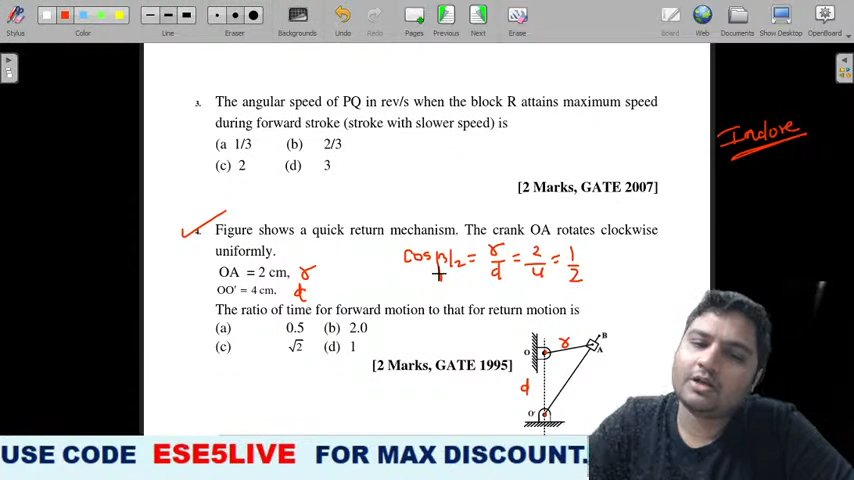 Stylus
Color
Line
Eraser
Backgrounds
Undo
Redo
Pages
Previous
Next
Erase
Board
Web
Documents
Show Desktop
OpenBoard
3. The angular speed of PQ in rev/s when the block R attains maximum speed
during forward stroke (stroke with slower speed) is
(a 1/3 (b) 2/3
(c) 2 (d) 3
[2 Marks, GATE 2007]
Indore
4. Figure shows a quick return mechanism. The crank OA rotates clockwise
uniformly.
cos β/2 = r/d = 2/4 = 1/2
OA = 2 cm, r
OO' = 4 cm. d
The ratio of time for forward motion to that for return motion is
(a) 0.5 (b) 2.0
(c) √2 (d) 1
[2 Marks, GATE 1995]
B
O
r
A
d
O'
USE CODE ESE5LIVE FOR MAX DISCOUNT.